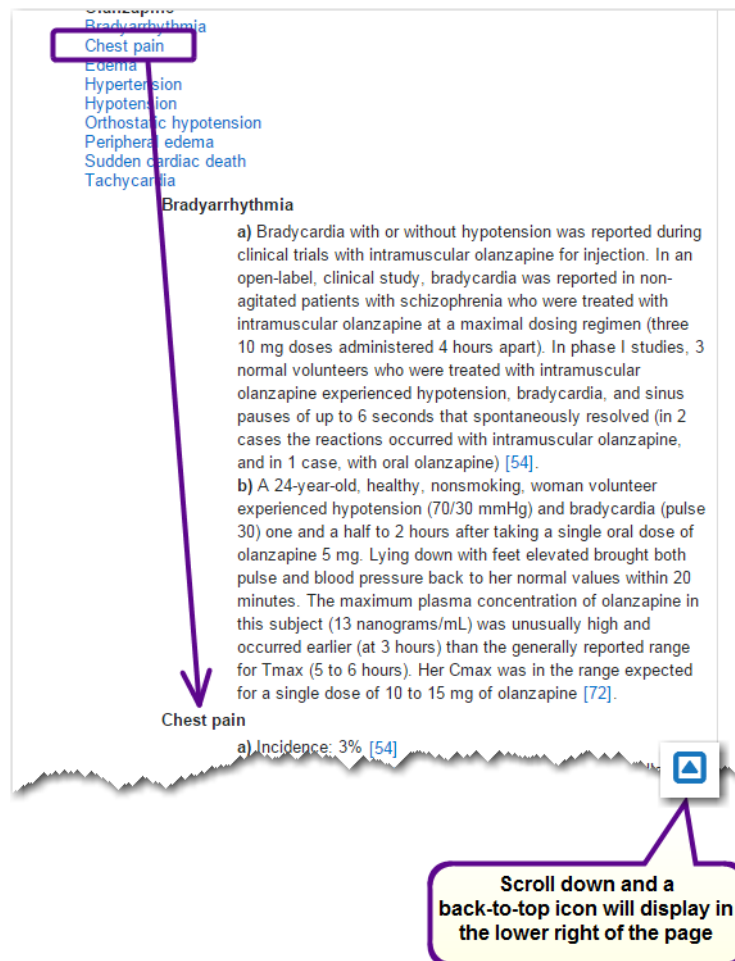 Olanzapine
Bradyarrhythmia
Chest pain
Edema
Hypertension
Hypotension
Orthostatic hypotension
Peripheral edema
Sudden cardiac death
Tachycardia
Bradyarrhythmia
a) Bradycardia with or without hypotension was reported during
clinical trials with intramuscular olanzapine for injection. In an
open-label, clinical study, bradycardia was reported in non-
agitated patients with schizophrenia who were treated with
intramuscular olanzapine at a maximal dosing regimen (three
10 mg doses administered 4 hours apart). In phase I studies, 3
normal volunteers who were treated with intramuscular
olanzapine experienced hypotension, bradycardia, and sinus
pauses of up to 6 seconds that spontaneously resolved (in 2
cases the reactions occurred with intramuscular olanzapine,
and in 1 case, with oral olanzapine) [54].
b) A 24-year-old, healthy, nonsmoking, woman volunteer
experienced hypotension (70/30 mmHg) and bradycardia (pulse
30) one and a half to 2 hours after taking a single oral dose of
olanzapine 5 mg. Lying down with feet elevated brought both
pulse and blood pressure back to her normal values within 20
minutes. The maximum plasma concentration of olanzapine in
this subject (13 nanograms/mL) was unusually high and
occurred earlier (at 3 hours) than the generally reported range
for Tmax (5 to 6 hours). Her Cmax was in the range expected
for a single dose of 10 to 15 mg of olanzapine [72].
Chest pain
a) Incidence: 3% [54]
Scroll down and a
back-to-top icon will display in
the lower right of the page